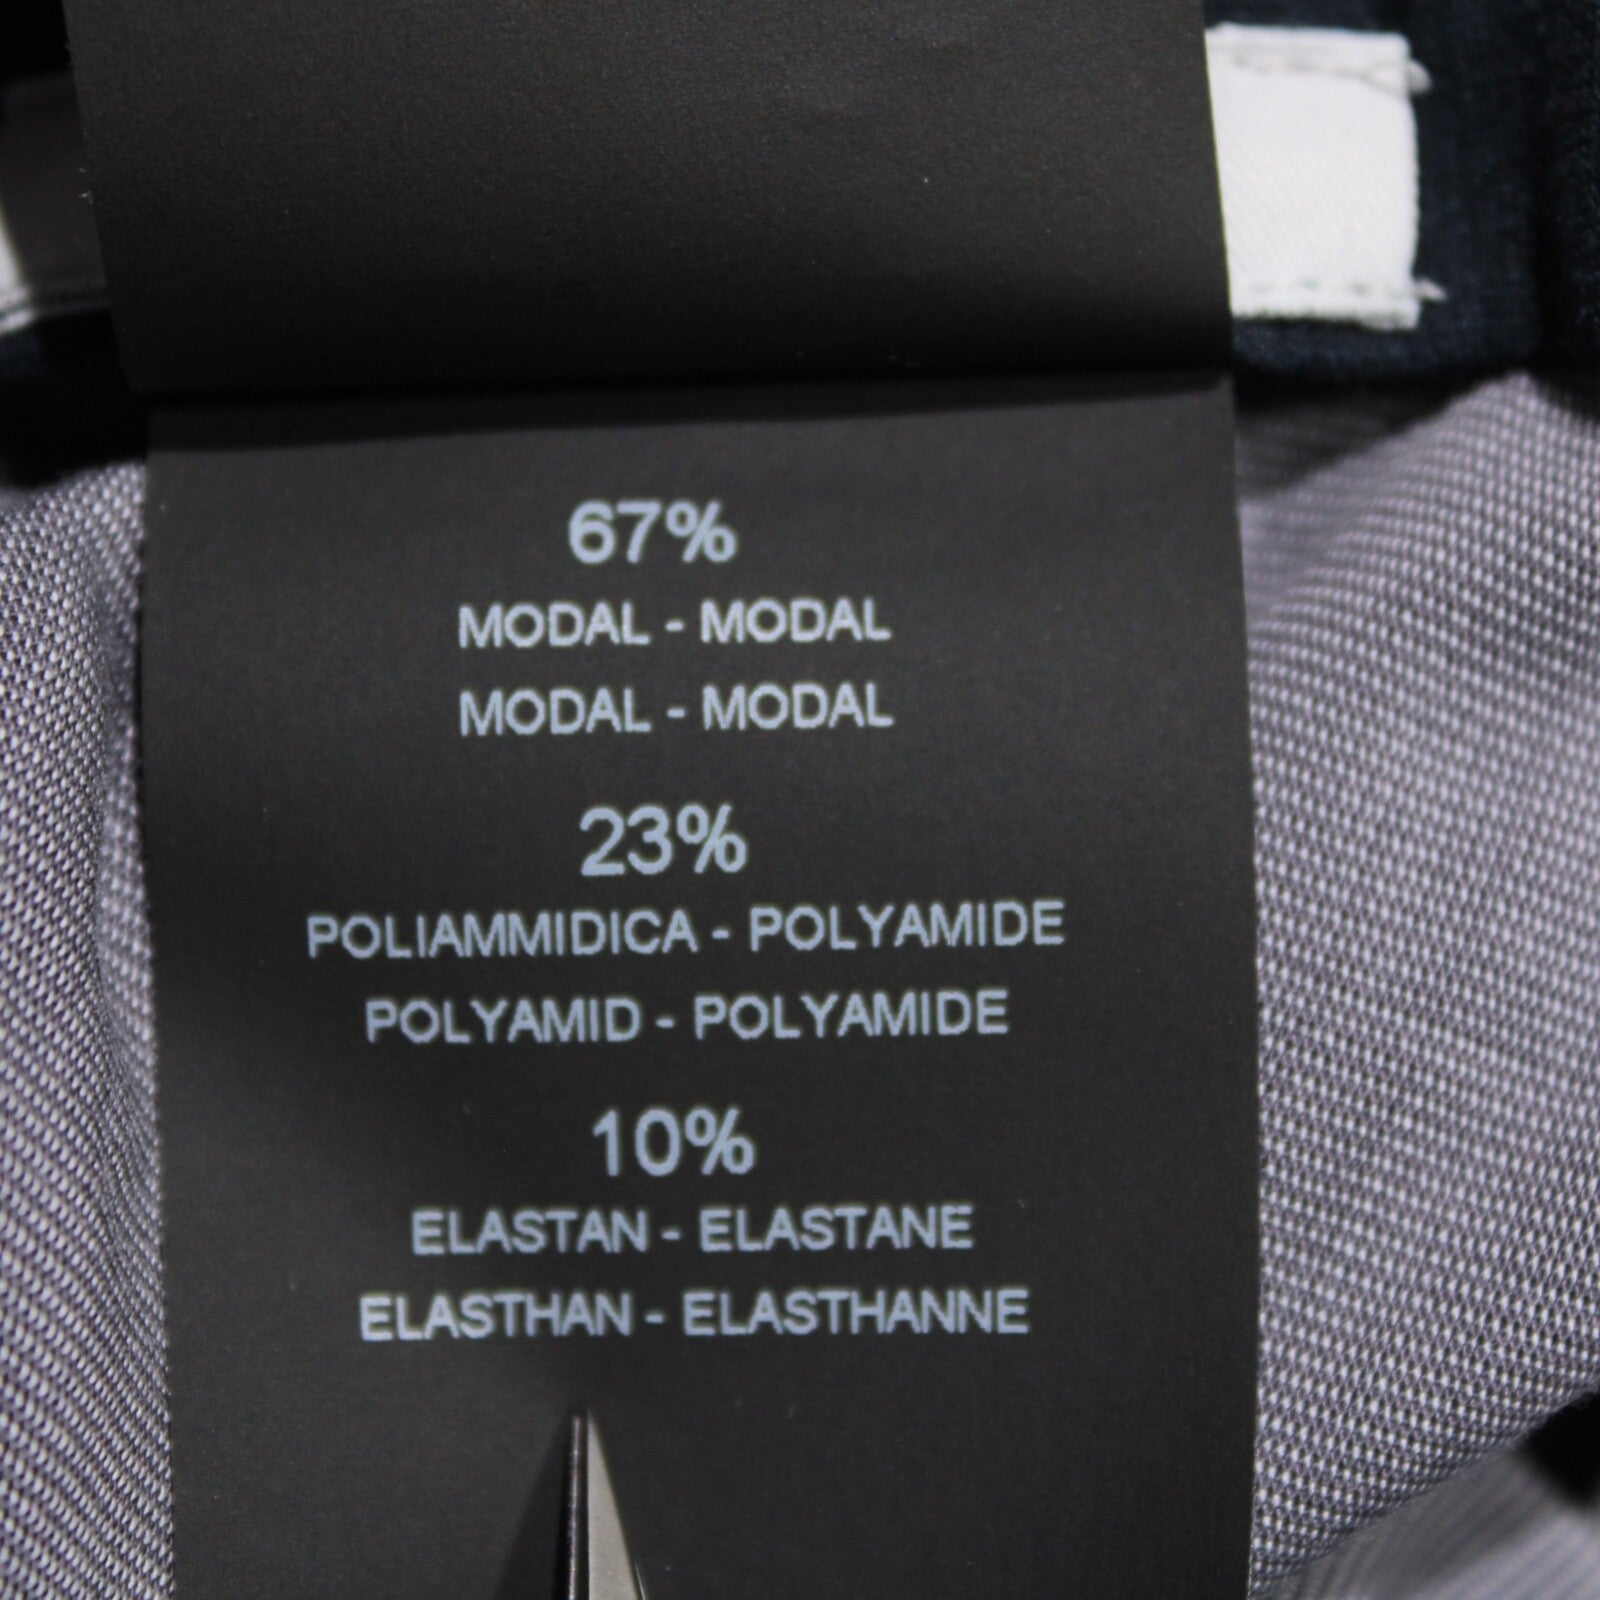 67%
MODAL - MODAL
MODAL - MODAL
23%
POLIAMMIDICA - POLYAMIDE
POLYAMID - POLYAMIDE
10%
ELASTAN - ELASTANE
ELASTHAN - ELASTHANNE